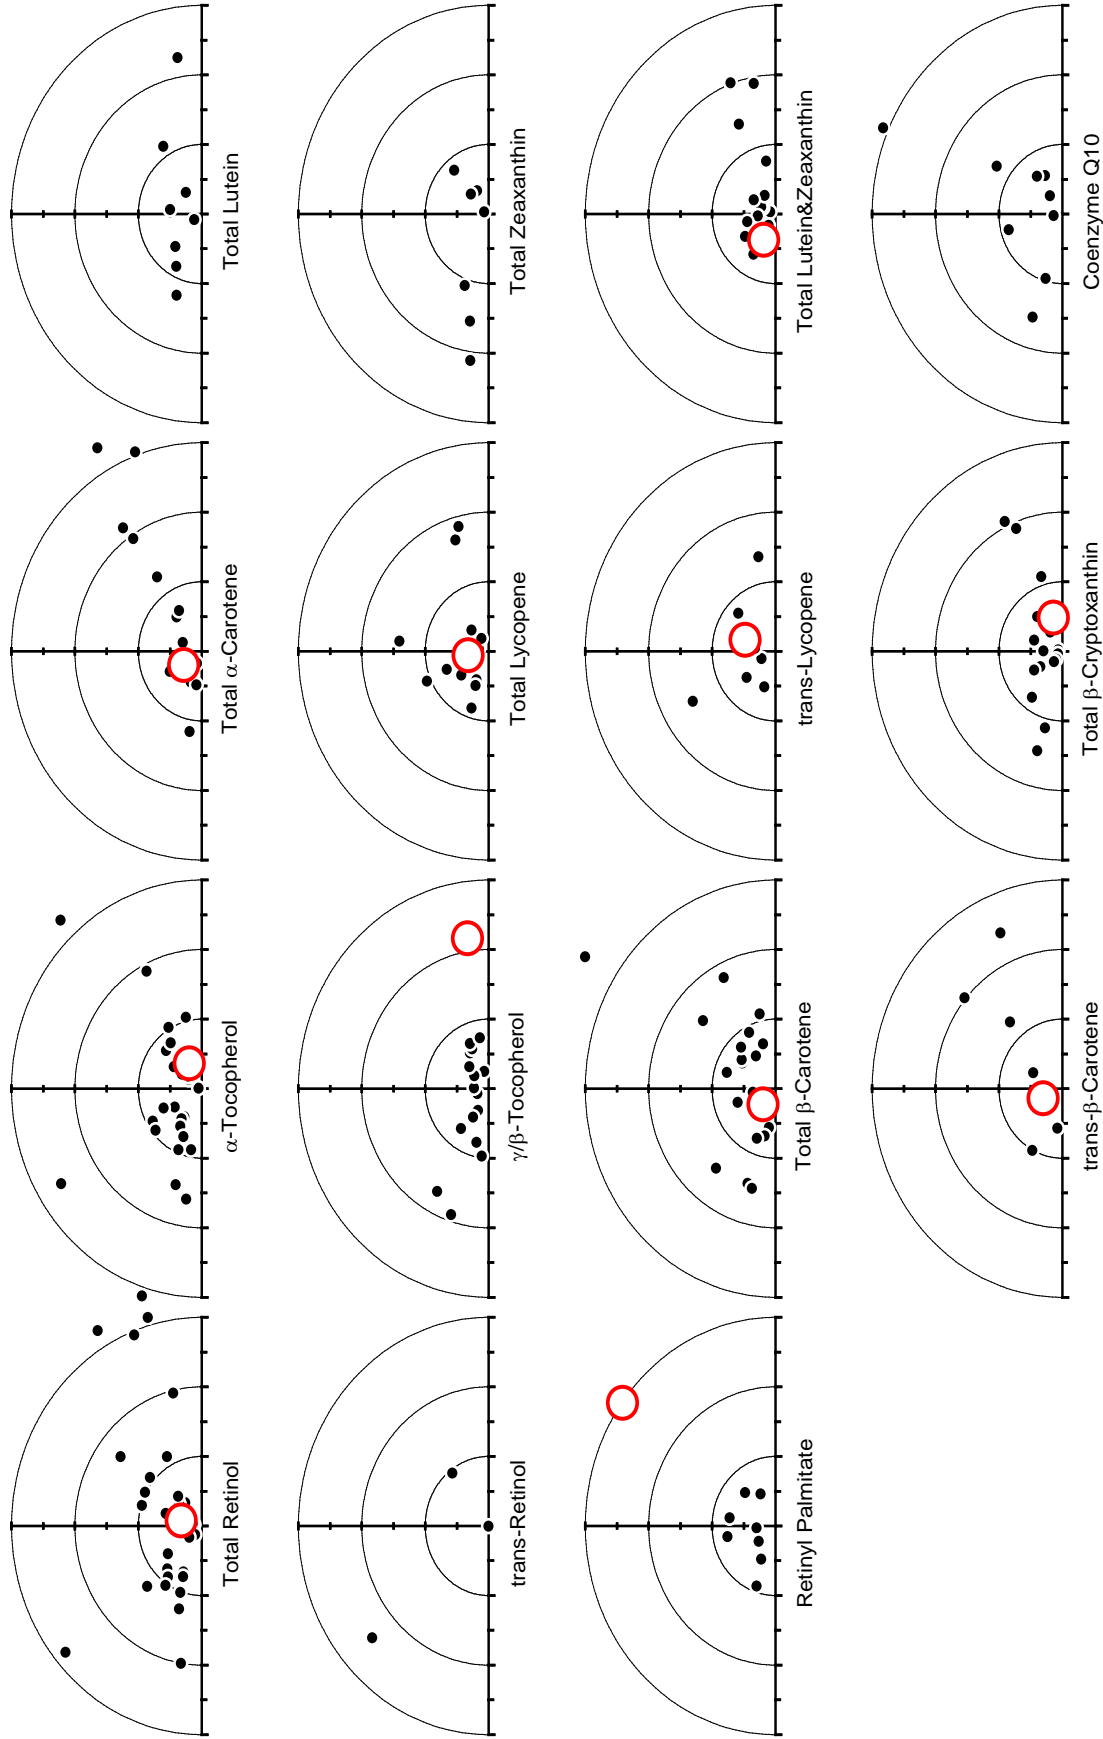 Total Retinol
α-Tocopherol
Total α-Carotene
Total Lutein
trans-Retinol
γ/β-Tocopherol
Total Lycopene
Total Zeaxanthin
Retinyl Palmitate
Total β-Carotene
trans-Lycopene
Total Lutein&Zeaxanthin
trans-β-Carotene
Total β-Cryptoxanthin
Coenzyme Q10